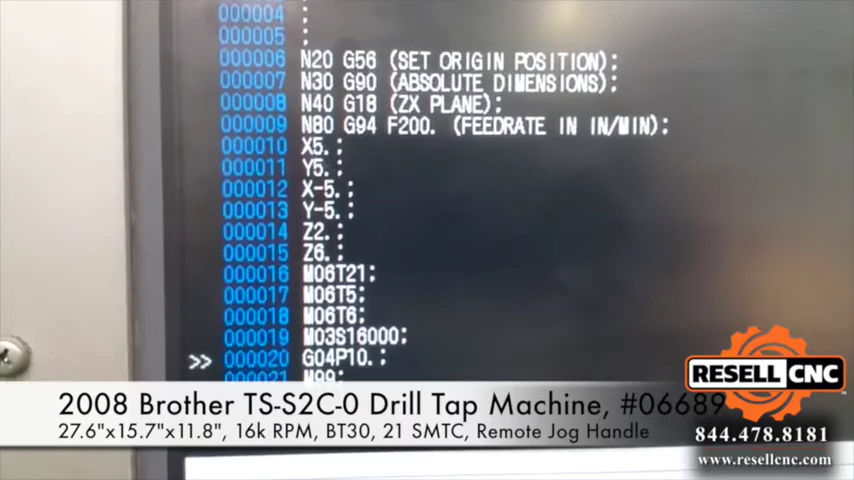 000004 ;
000005 ;
000006 N20 G56 (SET ORIGIN POSITION);
000007 N30 G90 (ABSOLUTE DIMENSIONS);
000008 N40 G18 (ZX PLANE);
000009 N80 G94 F200. (FEEDRATE IN IN/MIN);
000010 X5. ;
000011 Y5. ;
000012 X-5. ;
000013 Y-5. ;
000014 Z2. ;
000015 Z6. ;
000016 M06T21;
000017 M06T5;
000018 M06T6;
000019 M03S16000;
>> 000020 G04P10. ;
000021 M99;
RESELL CNC
2008 Brother TS-S2C-0 Drill Tap Machine, #06689
27.6"x15.7"x11.8", 16k RPM, BT30, 21 SMTC, Remote Jog Handle
844.478.8181
www.resellcnc.com